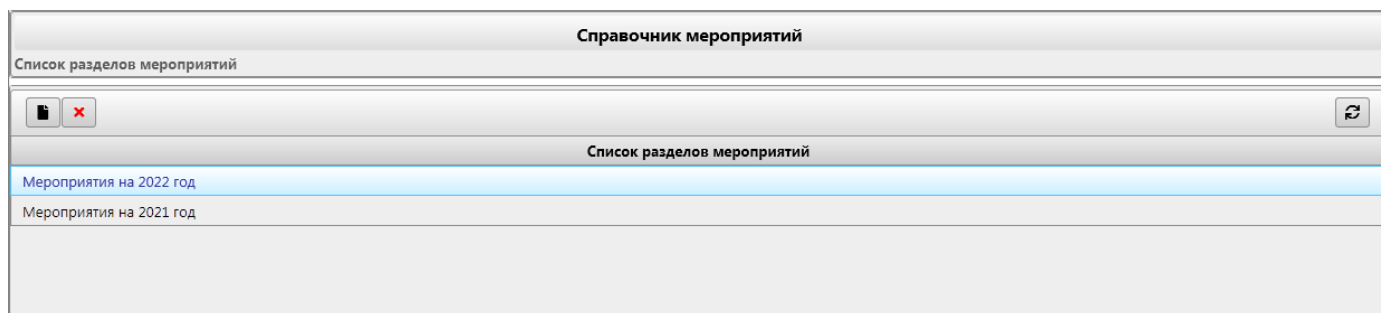 Справочник мероприятий
Список разделов мероприятий
Список разделов мероприятий
Мероприятия на 2022 год
Мероприятия на 2021 год